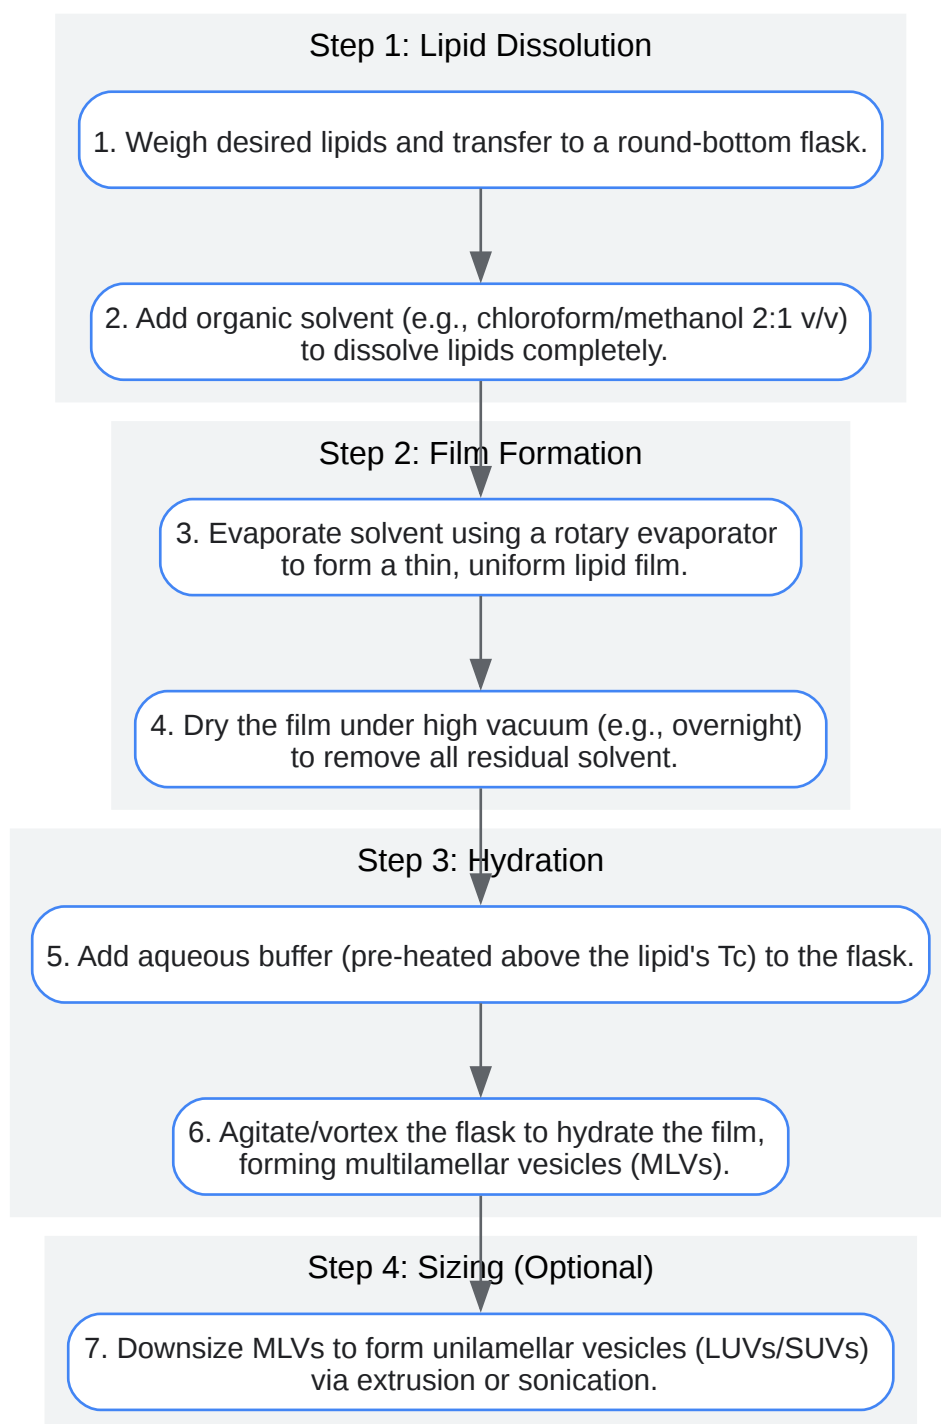 Step 1: Lipid Dissolution
1. Weigh desired lipids and transfer to a round-bottom flask.
2. Add organic solvent (e.g., chloroform/methanol 2:1 v/v)
to dissolve lipids completely.
Step 2: Film Formation
3. Evaporate solvent using a rotary evaporator
to form a thin, uniform lipid film.
4. Dry the film under high vacuum (e.g., overnight)
to remove all residual solvent.
Step 3: Hydration
5. Add aqueous buffer (pre-heated above the lipid's Tc) to the flask.
6. Agitate/vortex the flask to hydrate the film,
forming multilamellar vesicles (MLVs).
Step 4: Sizing (Optional)
7. Downsize MLVs to form unilamellar vesicles (LUVs/SUVs)
via extrusion or sonication.